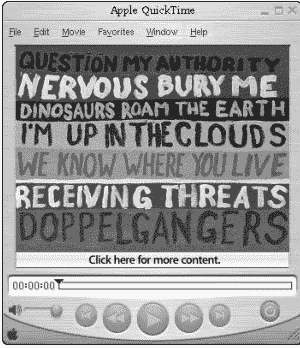 Apple QuickTime
File Edit Movie Favorites Window Help
QUESTION MY AUTHORITY
NERVOUS BURY ME
DINOSAURS ROAM THE EARTH
I'M UP IN THE CLOUDS
WE KNOW WHERE YOU LIVE
RECEIVING THREATS
DOPPELGANGERS
Click here for more content.
00:00:00